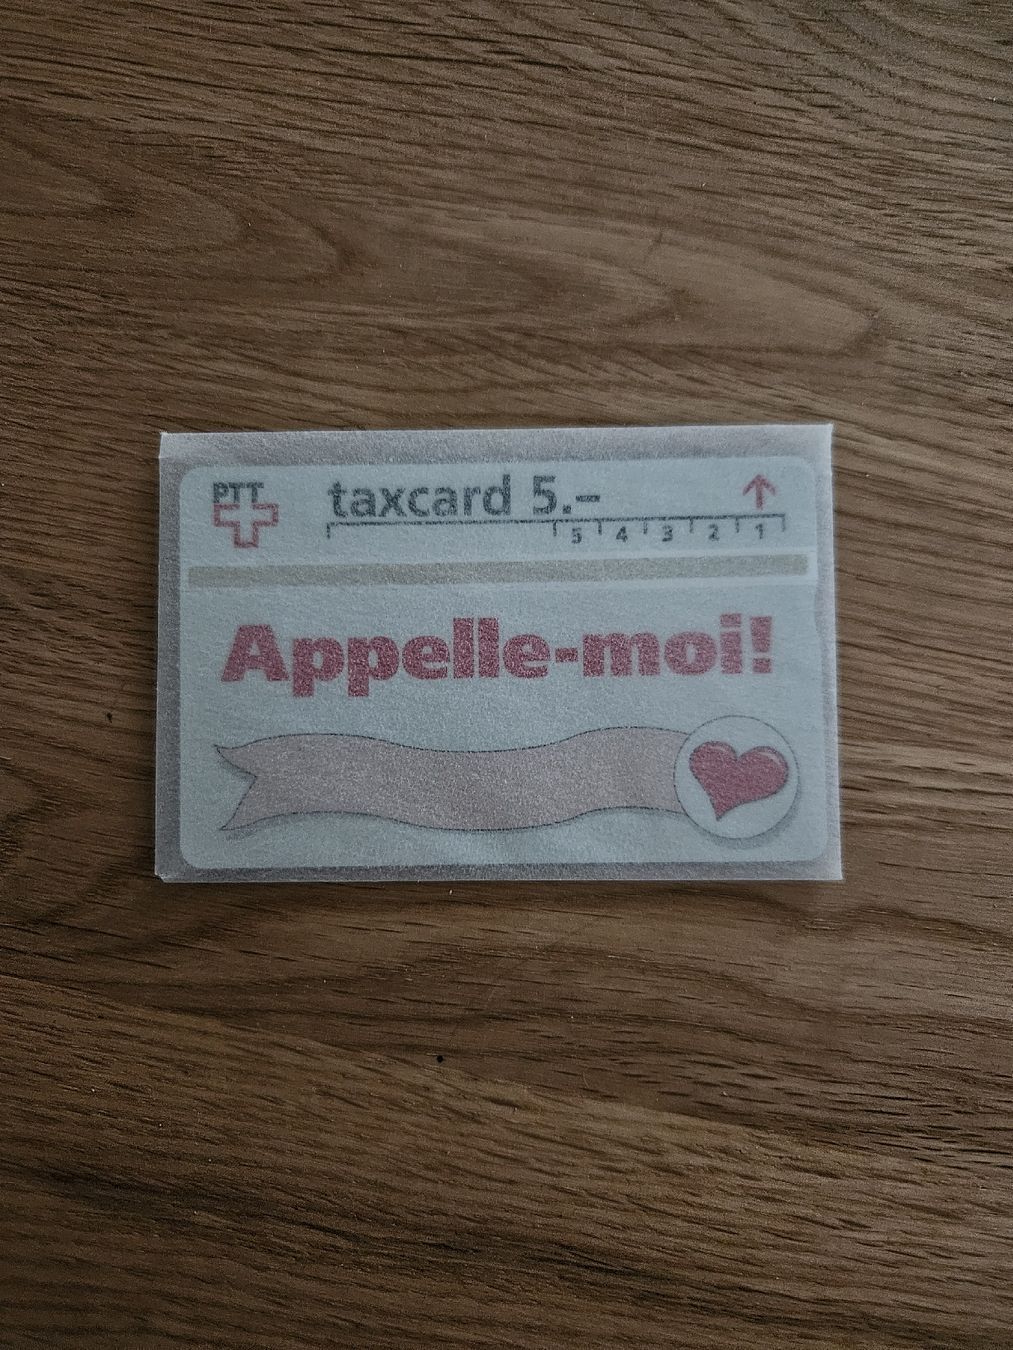 PTT
taxcard 5.–
5 4 3 2 1
Appelle-moi!